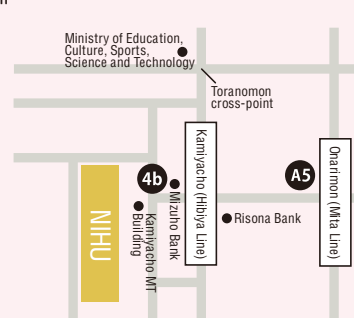 Ministry of Education,
Culture, Sports,
Science and Technology
Toranomon
cross-point
Kamiyacho (Hibiya Line)
Onarimon (Mita Line)
4b
A5
Mizuho Bank
Risona Bank
Kamiyacho MT
Building
NIHU